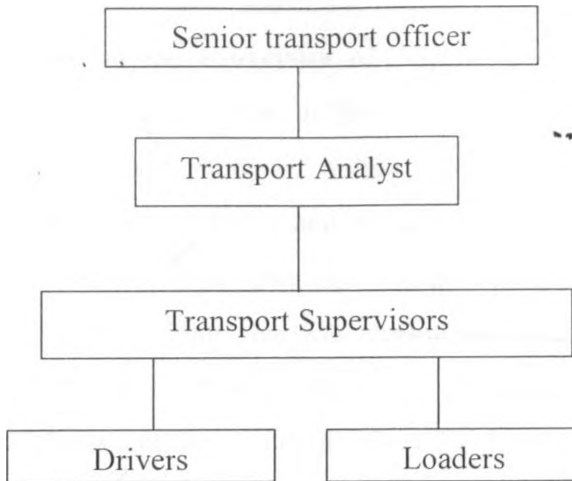 Senior transport officer
Transport Analyst
Transport Supervisors
Drivers
Loaders